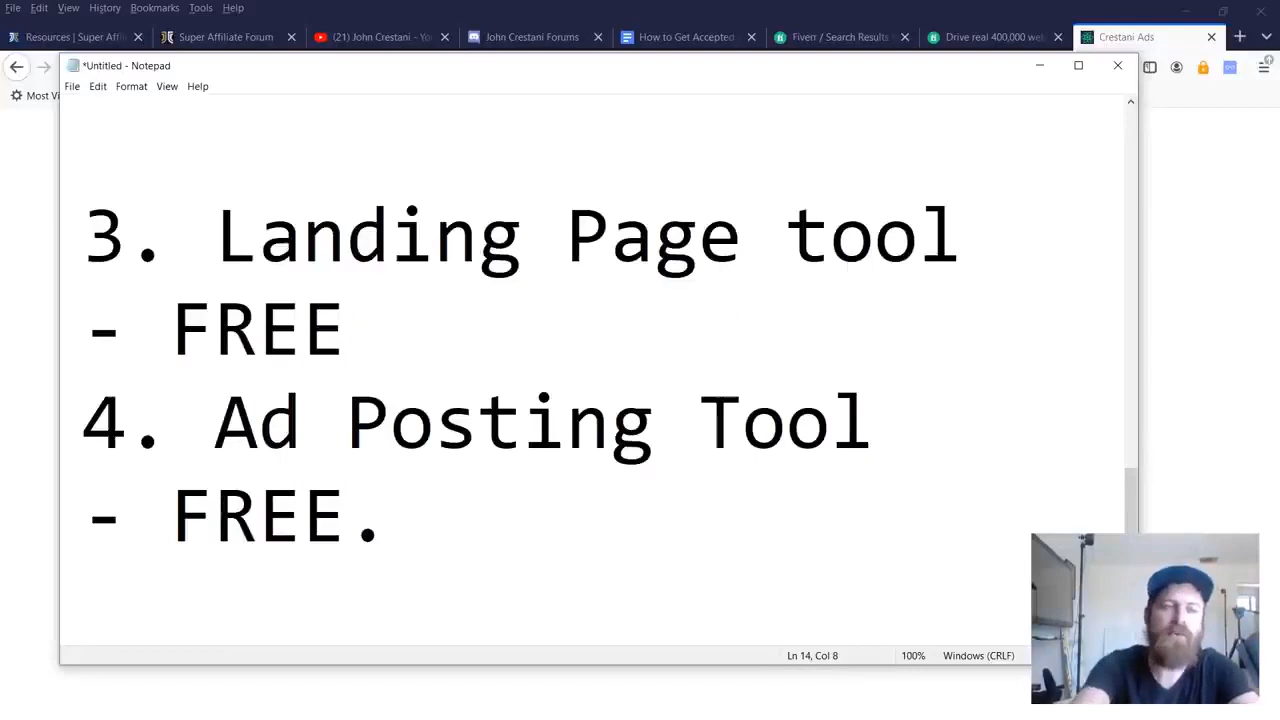 File Edit View History Bookmarks Tools Help
Resources | Super Affili
Super Affiliate Forum
(21) John Crestani - Yo
John Crestani Forums
How to Get Accepted
Fiverr / Search Results
Drive real 400,000 web
Crestani Ads
*Untitled - Notepad
File Edit Format View Help
Most Vi
3. Landing Page tool
- FREE
4. Ad Posting Tool
- FREE.
Ln 14, Col 8 100% Windows (CRLF)